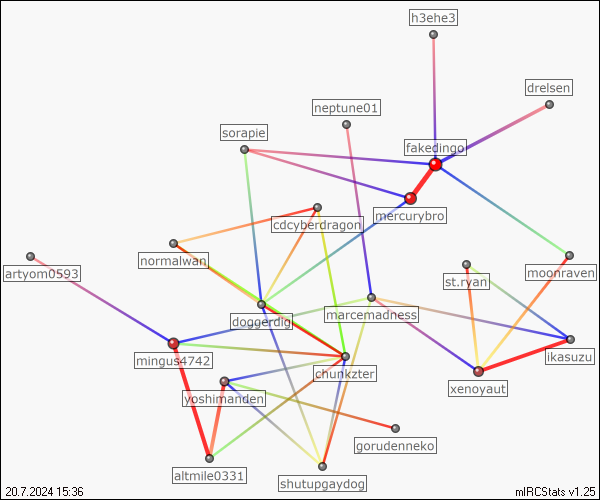 h3ehe3
drelsen
neptune01
sorapie
fakedingo
mercurybro
cdcyberdragon
normalwan
artyom0593
st.ryan
moonraven
doggerdig
marcemadness
mingus4742
ikasuzu
chunkzter
xenoyaut
yoshimanden
gorudenneko
altmile0331
shutupgaydog
20.7.2024 15:36
mIRCStats v1.25